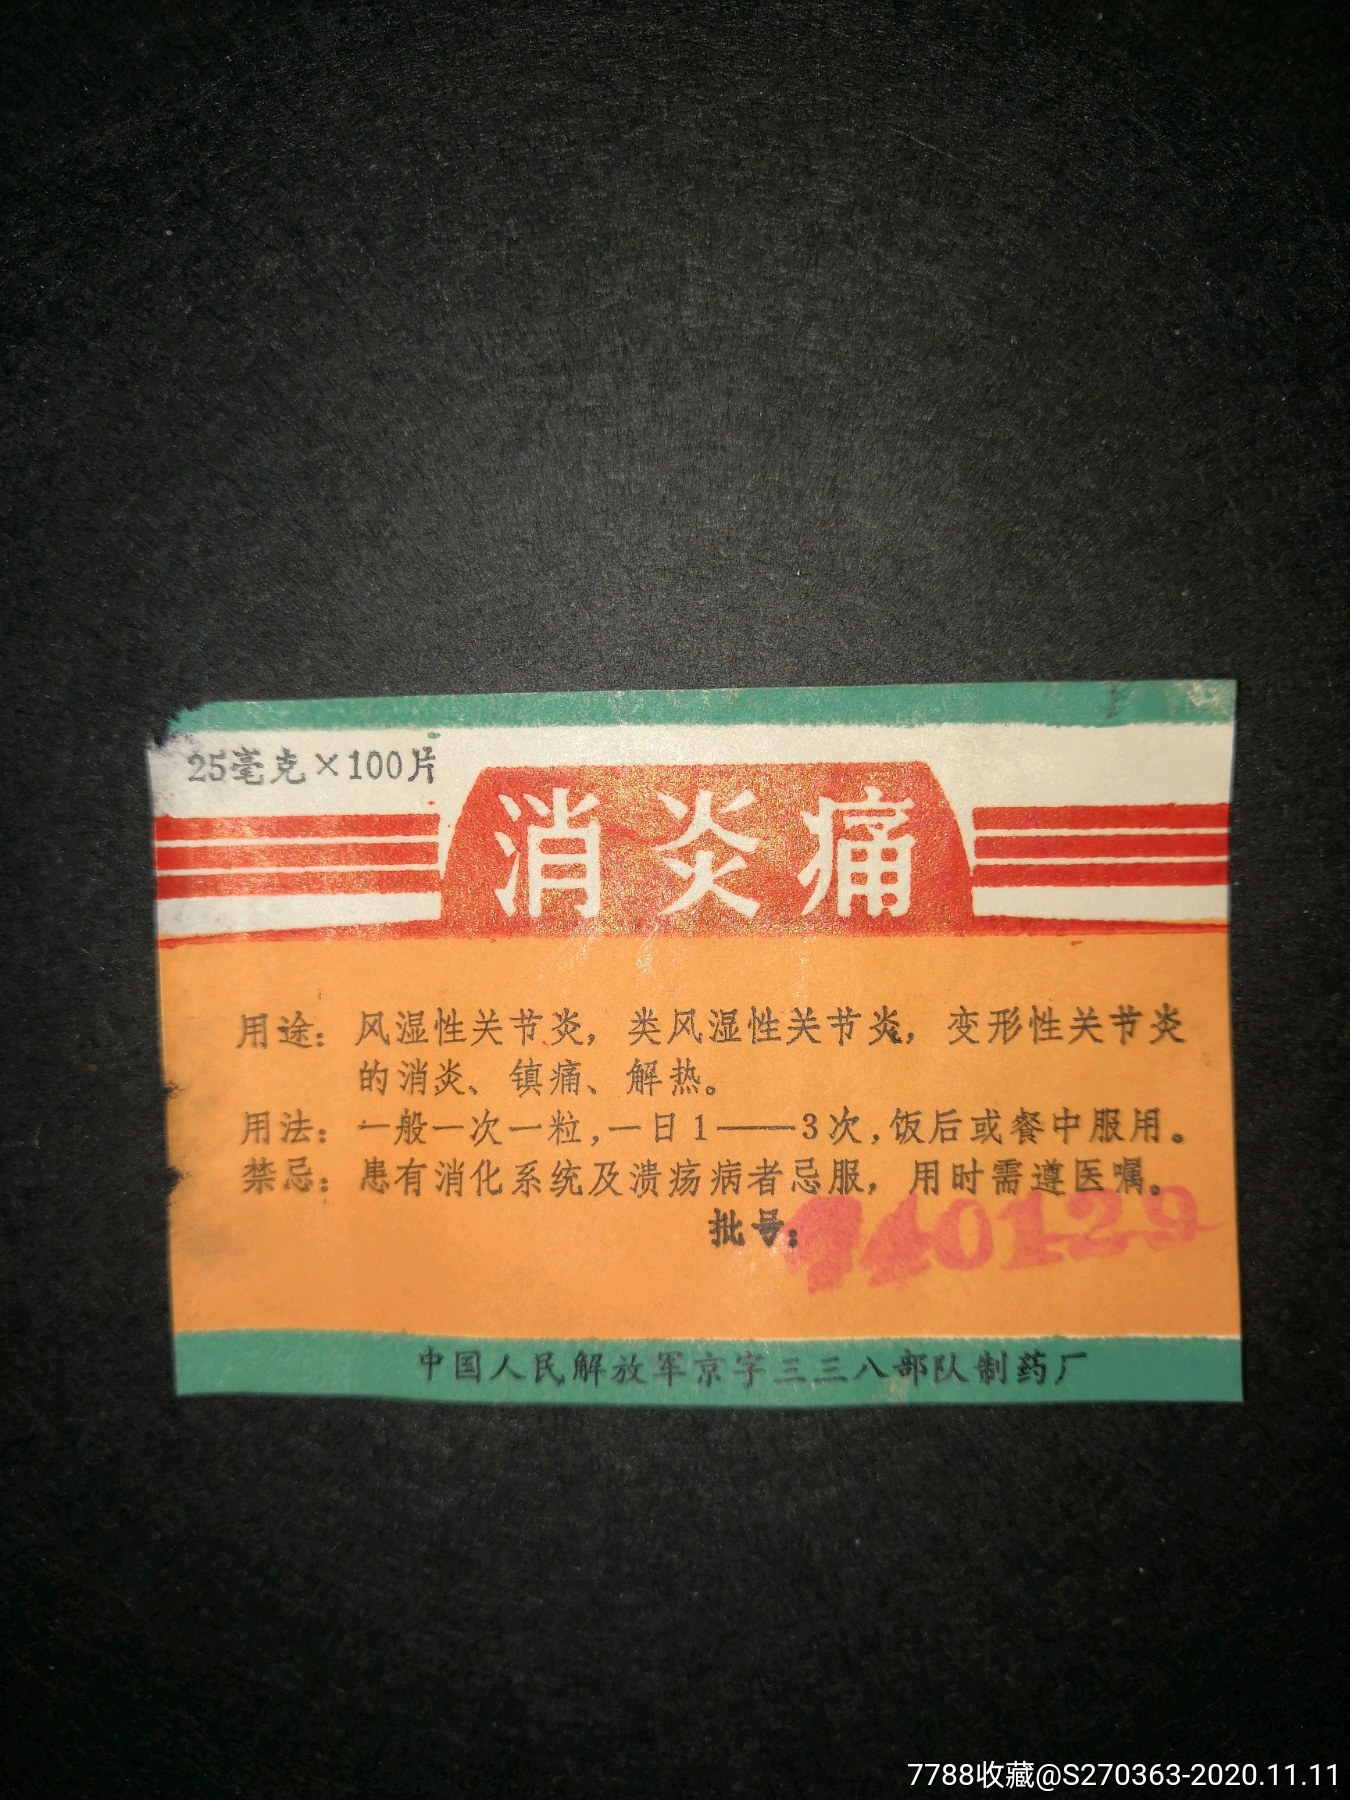 25毫克×100片
消炎痛
用途：风湿性关节炎，类风湿性关节炎，变形性关节炎
的消炎、镇痛、解热。
用法：一般一次一粒，一日1——3次，饭后或餐中服用。
禁忌：患有消化系统及溃疡病者忌服，用时需遵医嘱。
批号：
中国人民解放军京字三三八部队制药厂
7788收藏@S270363-2020.11.11